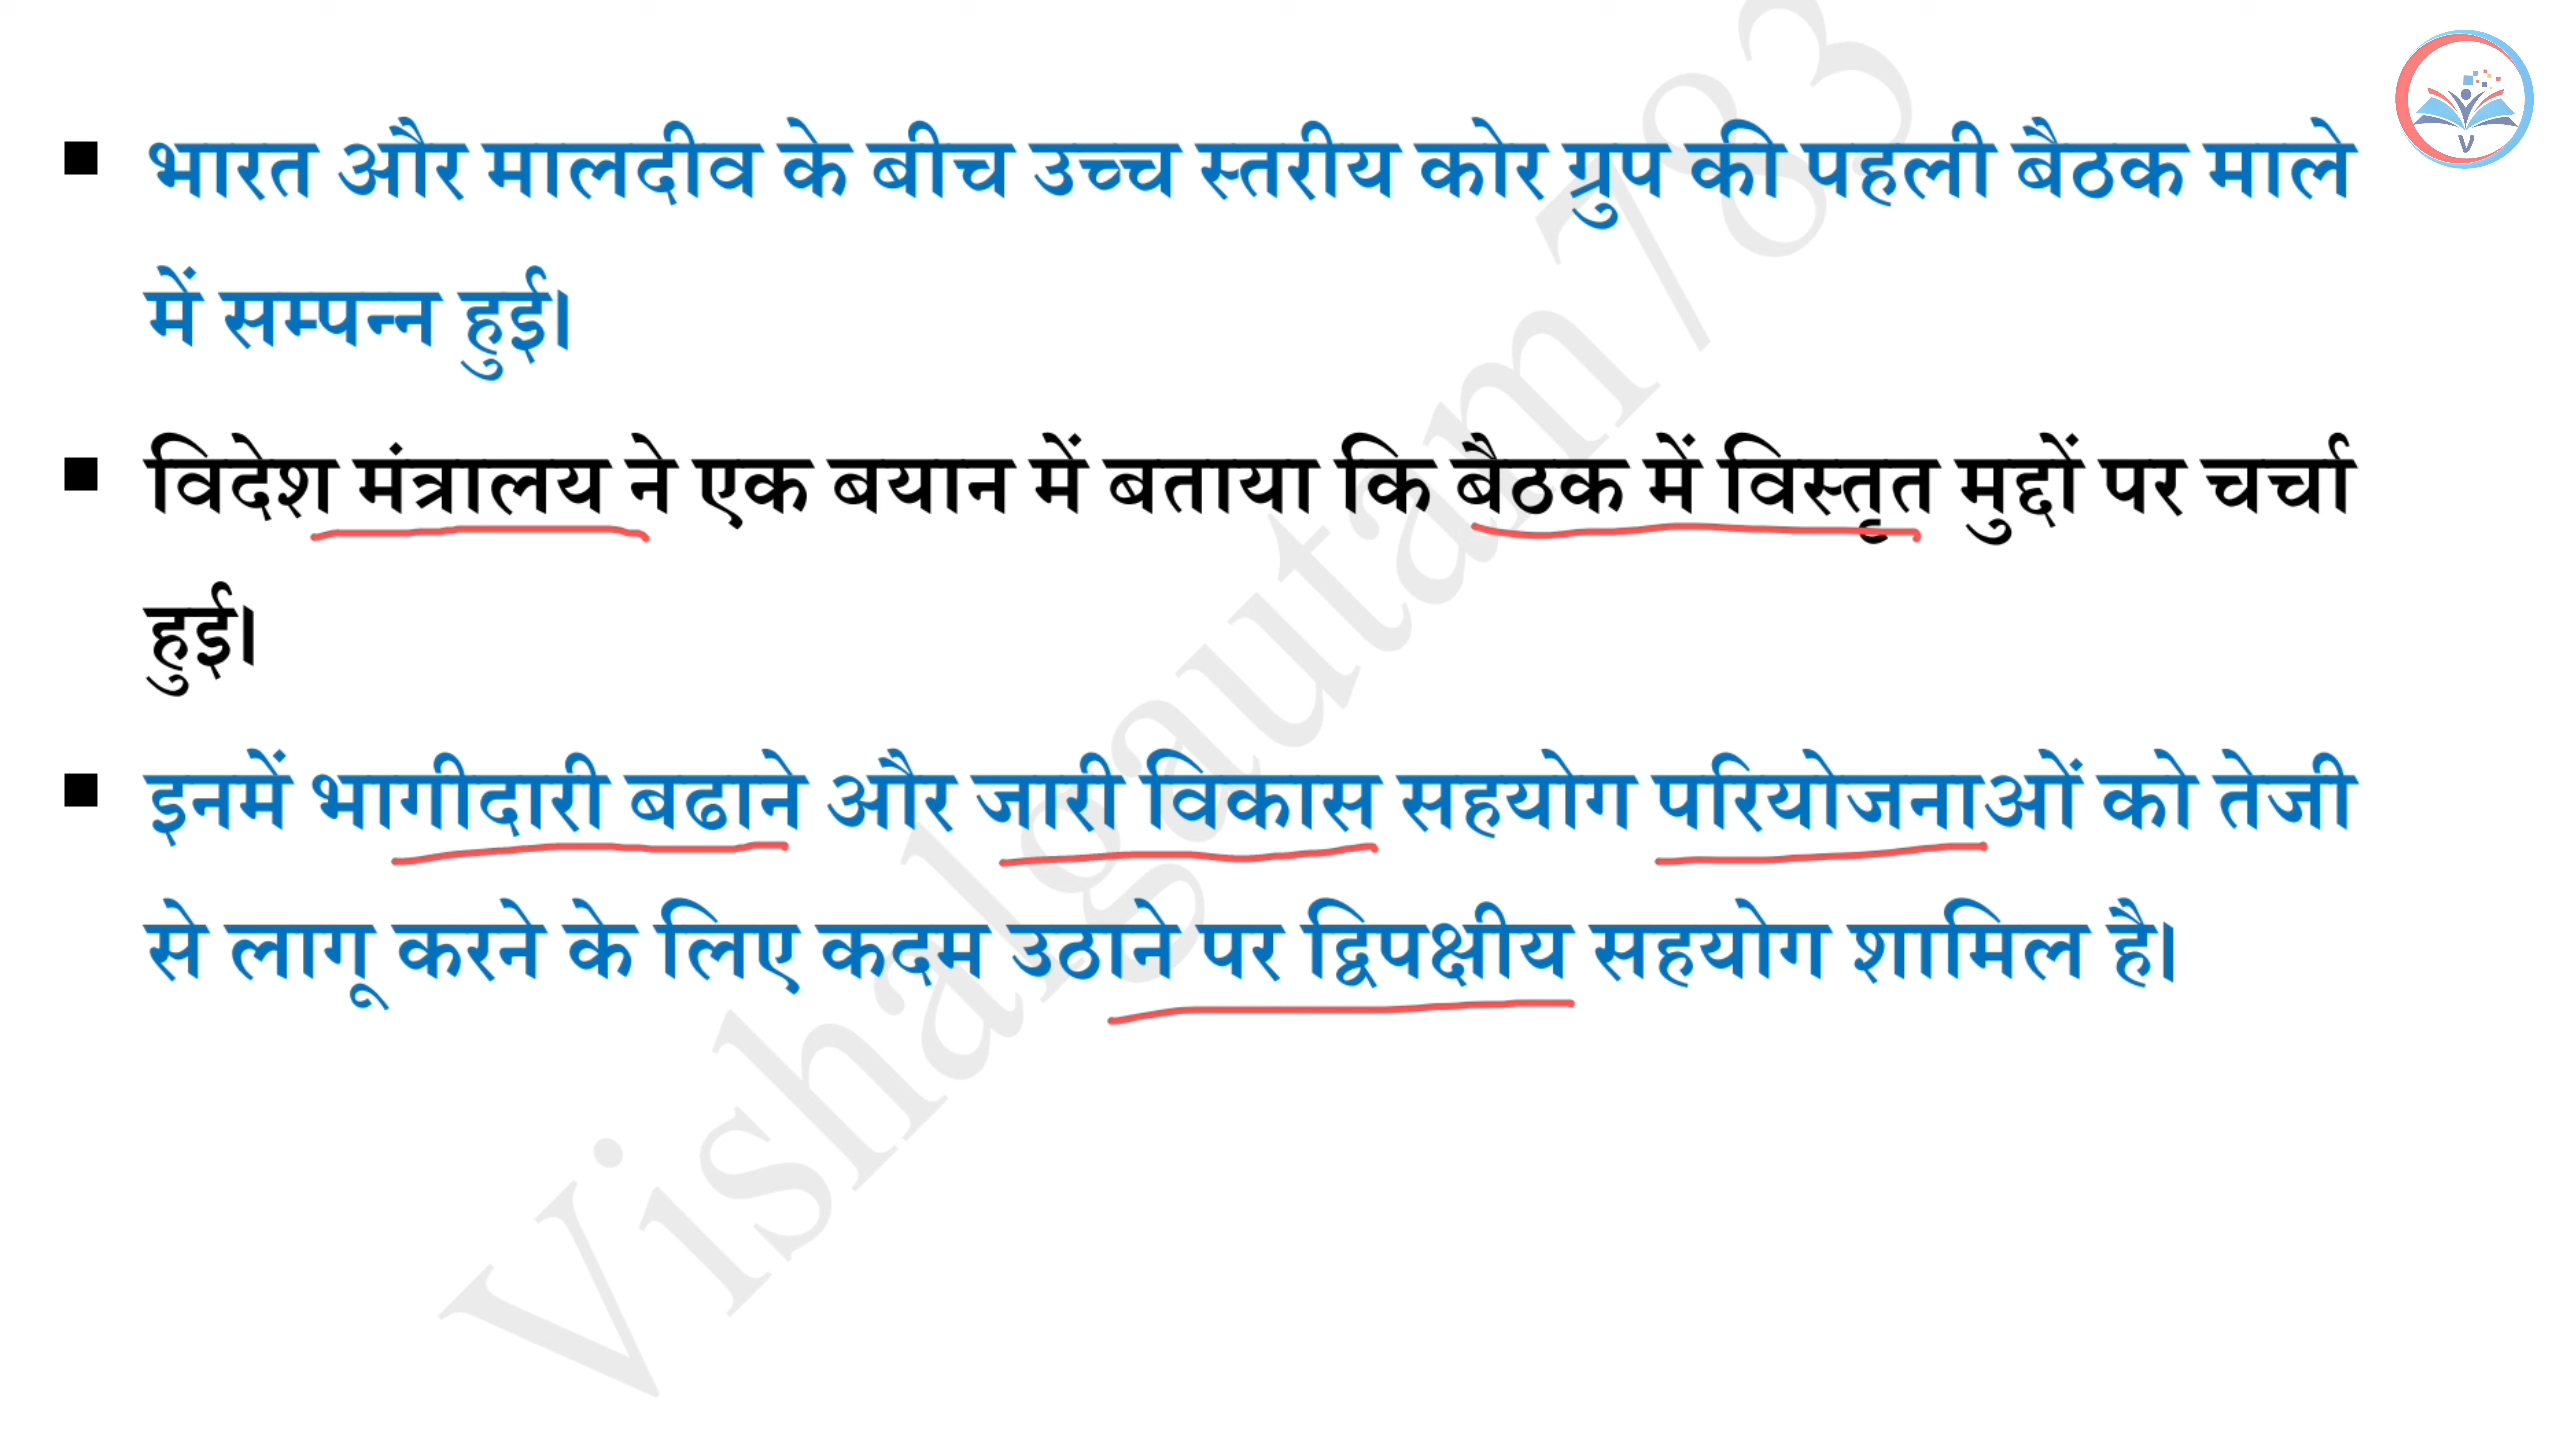 ▪ भारत और मालदीव के बीच उच्च स्तरीय कोर ग्रुप की पहली बैठक माले
में सम्पन्न हुई।
▪ विदेश मंत्रालय ने एक बयान में बताया कि बैठक में विस्तृत मुद्दों पर चर्चा
हुई।
▪ इनमें भागीदारी बढाने और जारी विकास सहयोग परियोजनाओं को तेजी
से लागू करने के लिए कदम उठाने पर द्विपक्षीय सहयोग शामिल है।
Vishalgautam783
V